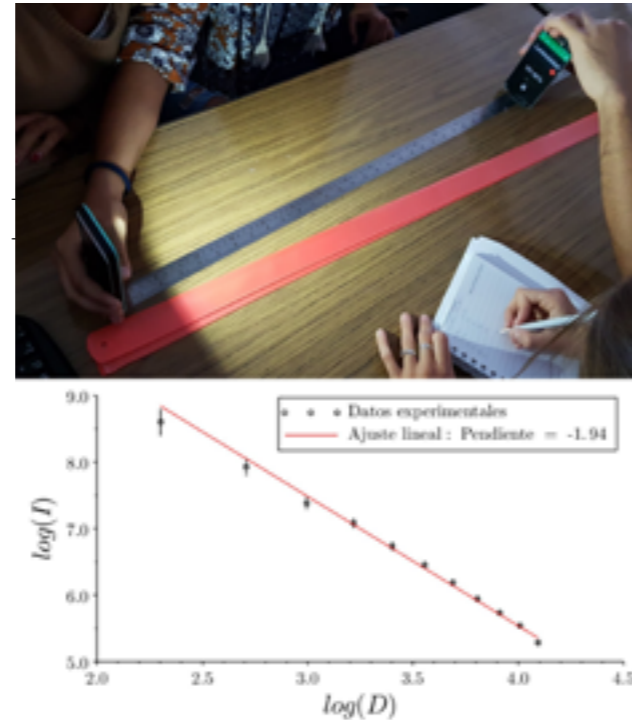 9.0
8.0
7.0
6.0
5.0
log(I)
Datos experimentales
Ajuste lineal : Pendiente = -1.94
2.0 2.5 3.0 3.5 4.0 4.5
log(D)